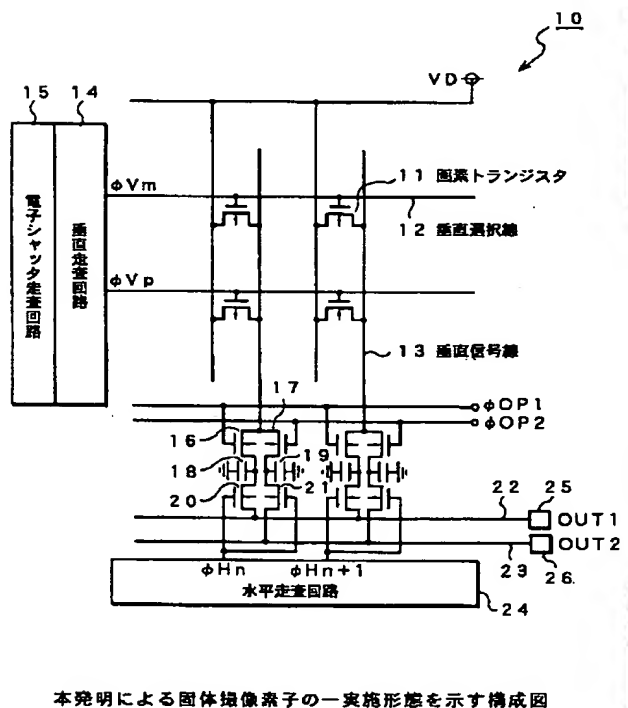 10
VD
15 14
電子シャッタ走査回路
垂直走査回路
φVm
11 画素トランジスタ
12 垂直選択線
φVp
13 垂直信号線
φOP1
φOP2
17
16
18
19
20
21
22
25
OUT1
OUT2
23
26
φHn φHn+1
水平走査回路
24
本発明による固体撮像素子の一実施形態を示す構成図